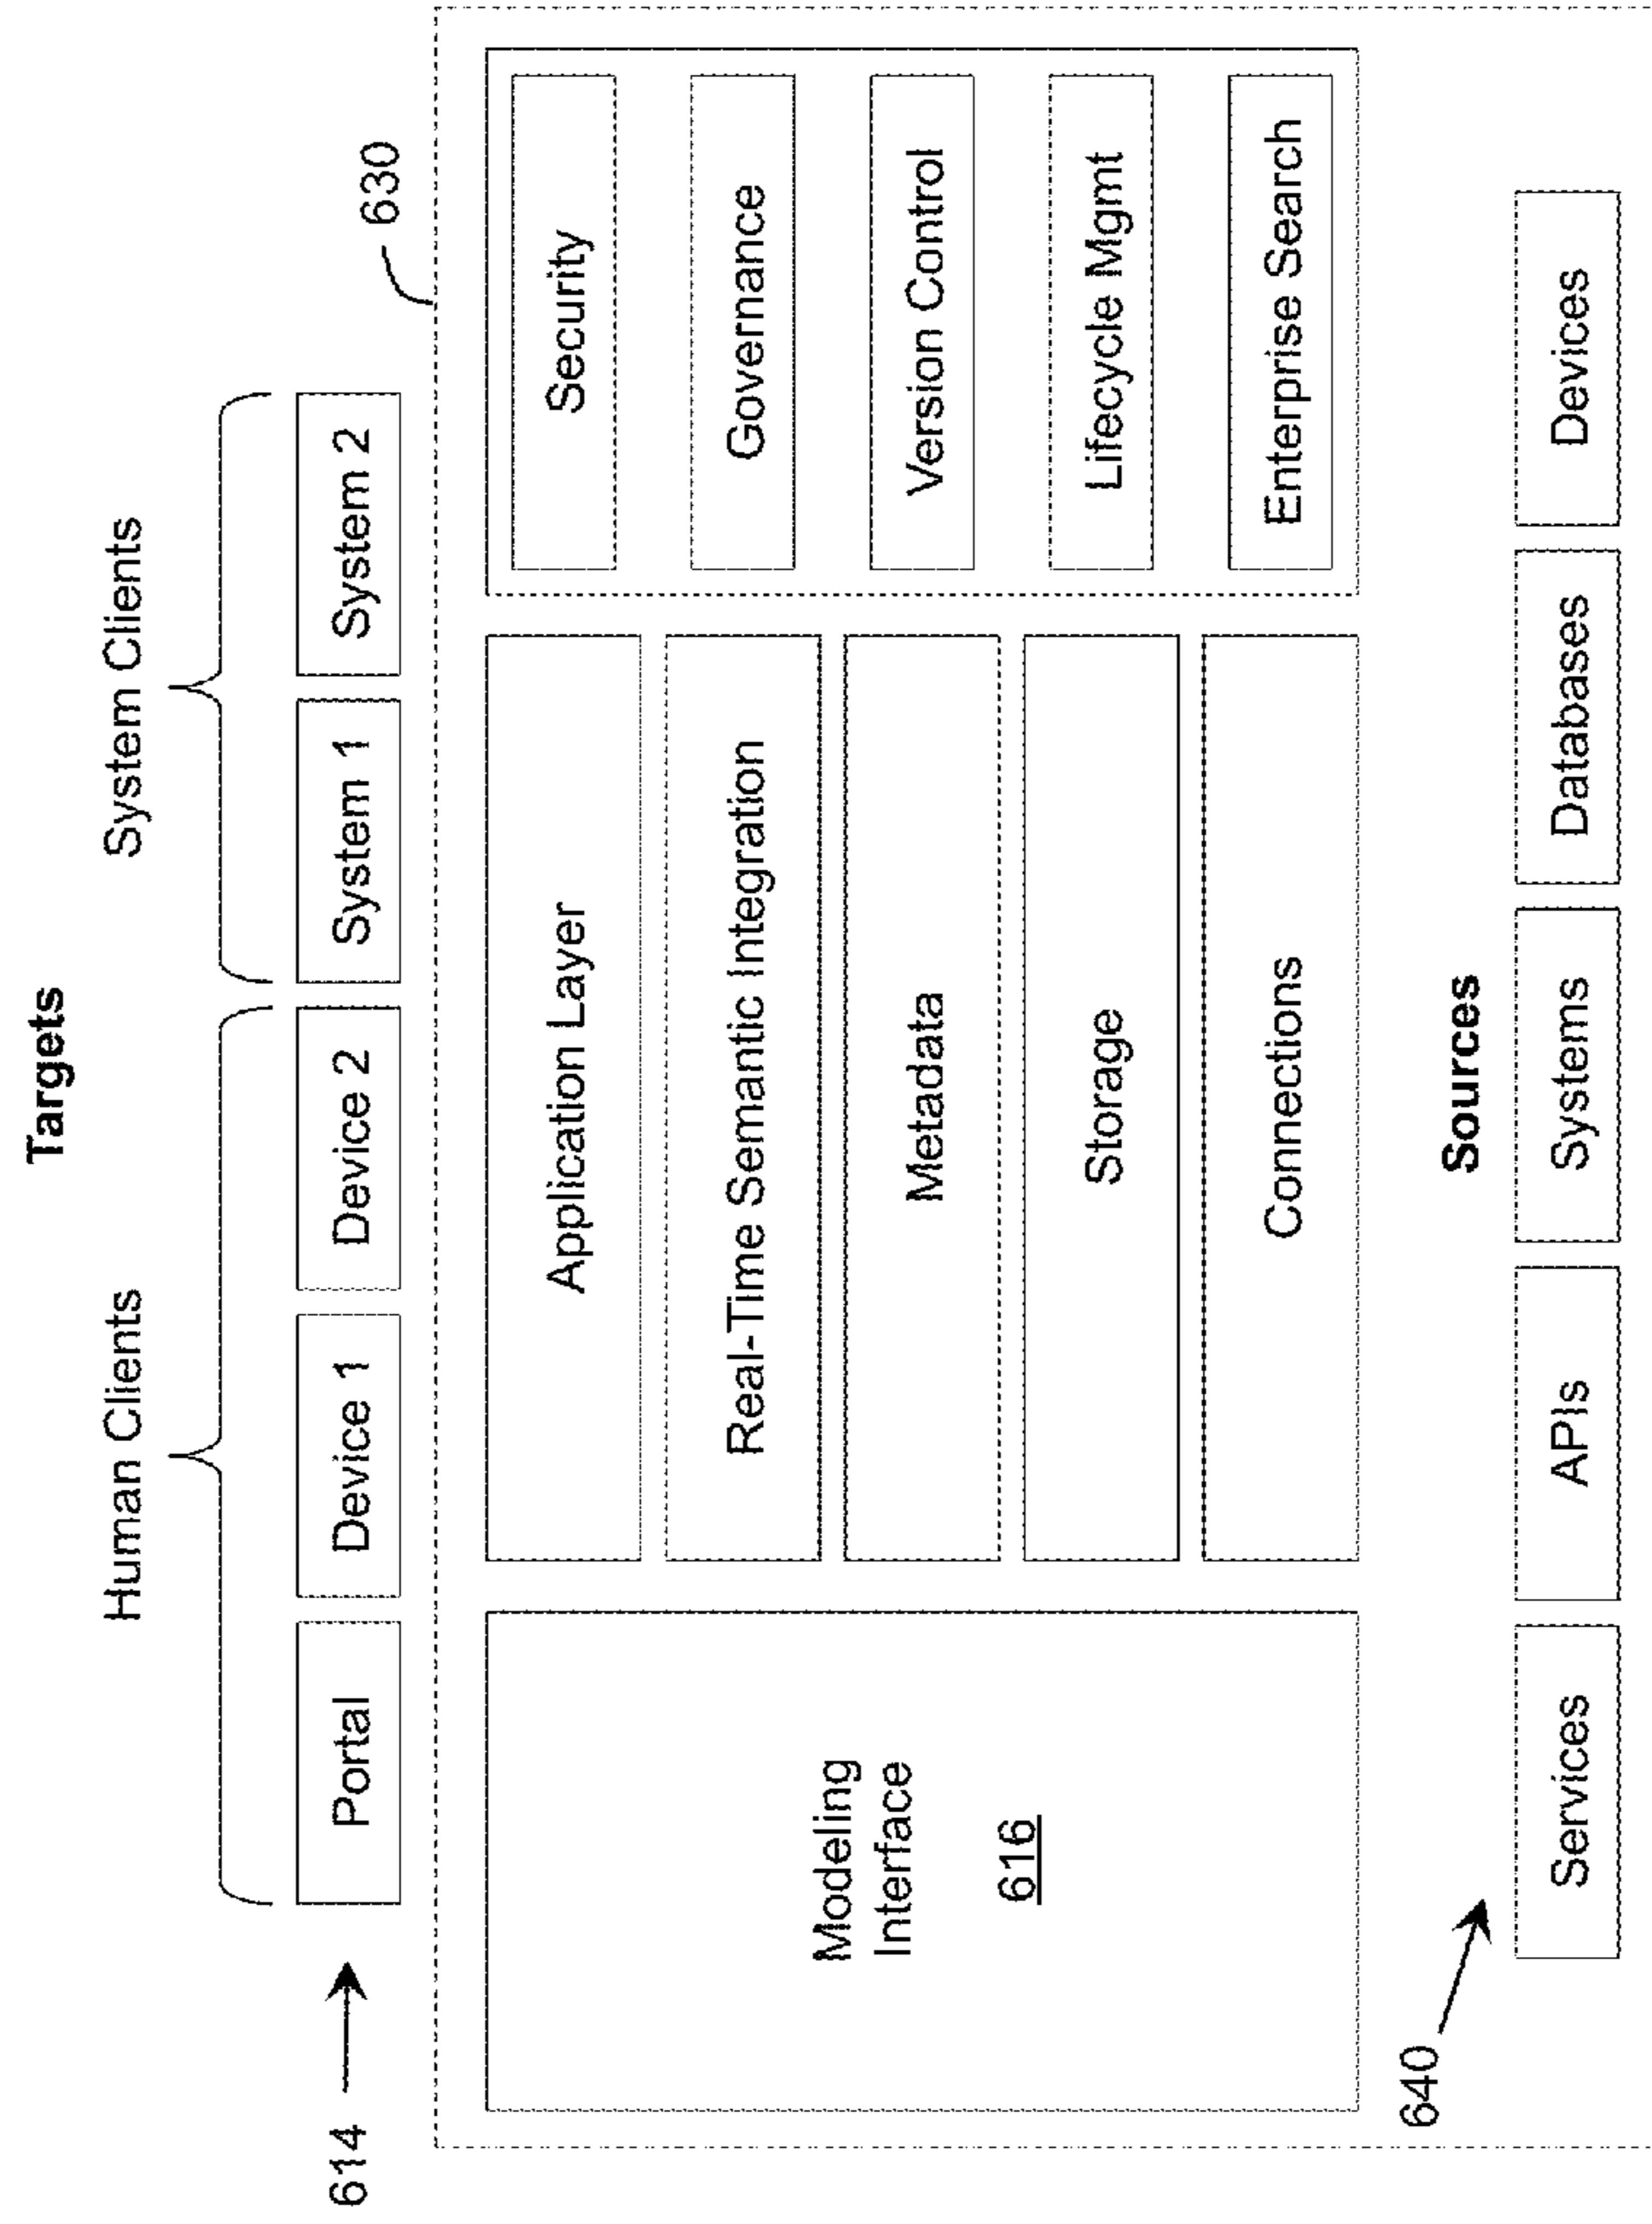 Targets
Human Clients
System Clients
614
Portal
Device 1
Device 2
System 1
System 2
630
Modeling
Interface
616
Application Layer
Real-Time Semantic Integration
Metadata
Storage
Connections
Security
Governance
Version Control
Lifecycle Mgmt
Enterprise Search
640
Sources
Services
APIs
Systems
Databases
Devices